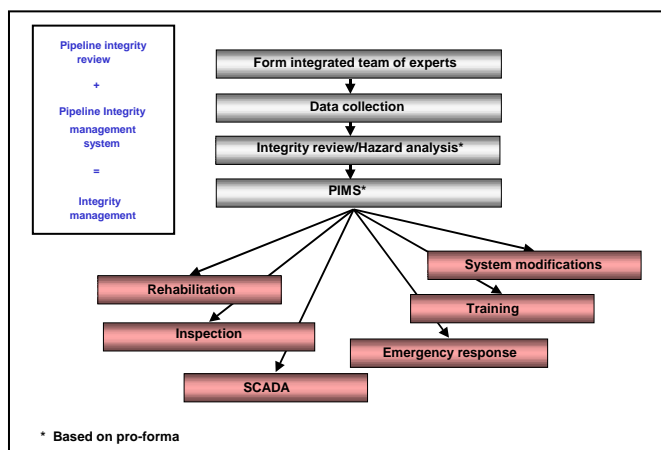 Pipeline integrity
review
+
Pipeline Integrity
management
system
=
Integrity
management
Form integrated team of experts
Data collection
Integrity review/Hazard analysis*
PIMS*
System modifications
Rehabilitation
Training
Inspection
Emergency response
SCADA
* Based on pro-forma